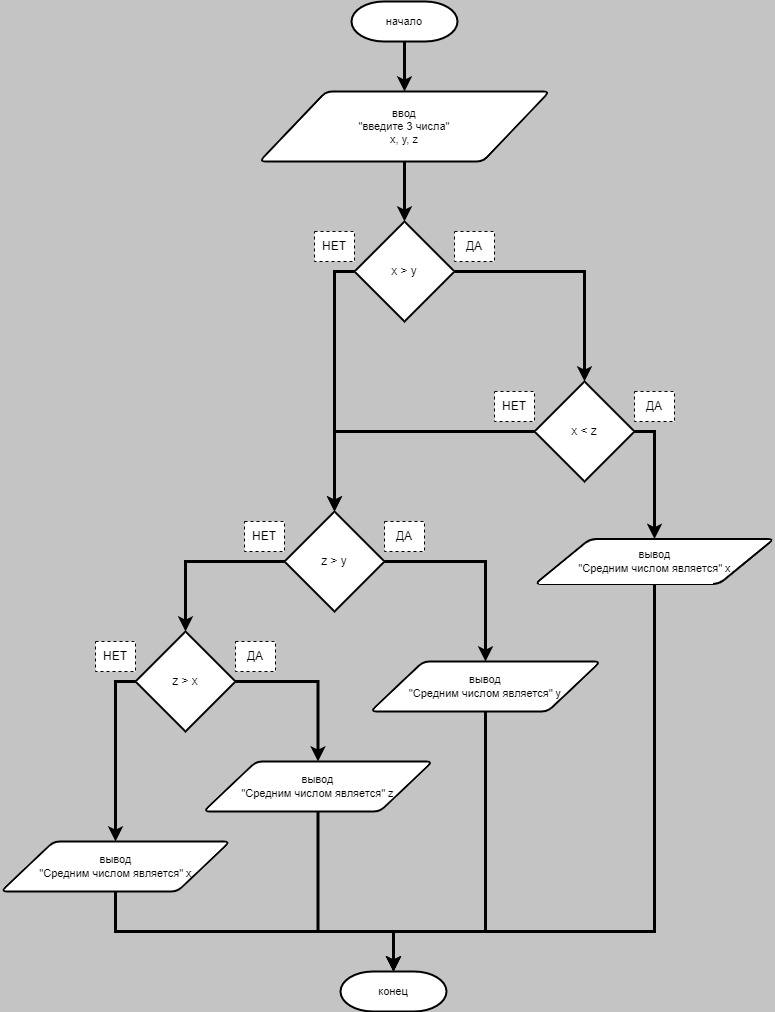 начало
ввод
"введите 3 числа"
x, y, z
НЕТ
ДА
x > y
НЕТ
ДА
x < z
НЕТ
ДА
z > y
вывод
"Средним числом является" x
НЕТ
ДА
z > x
вывод
"Средним числом является" y
вывод
"Средним числом является" z
вывод
"Средним числом является" x
конец